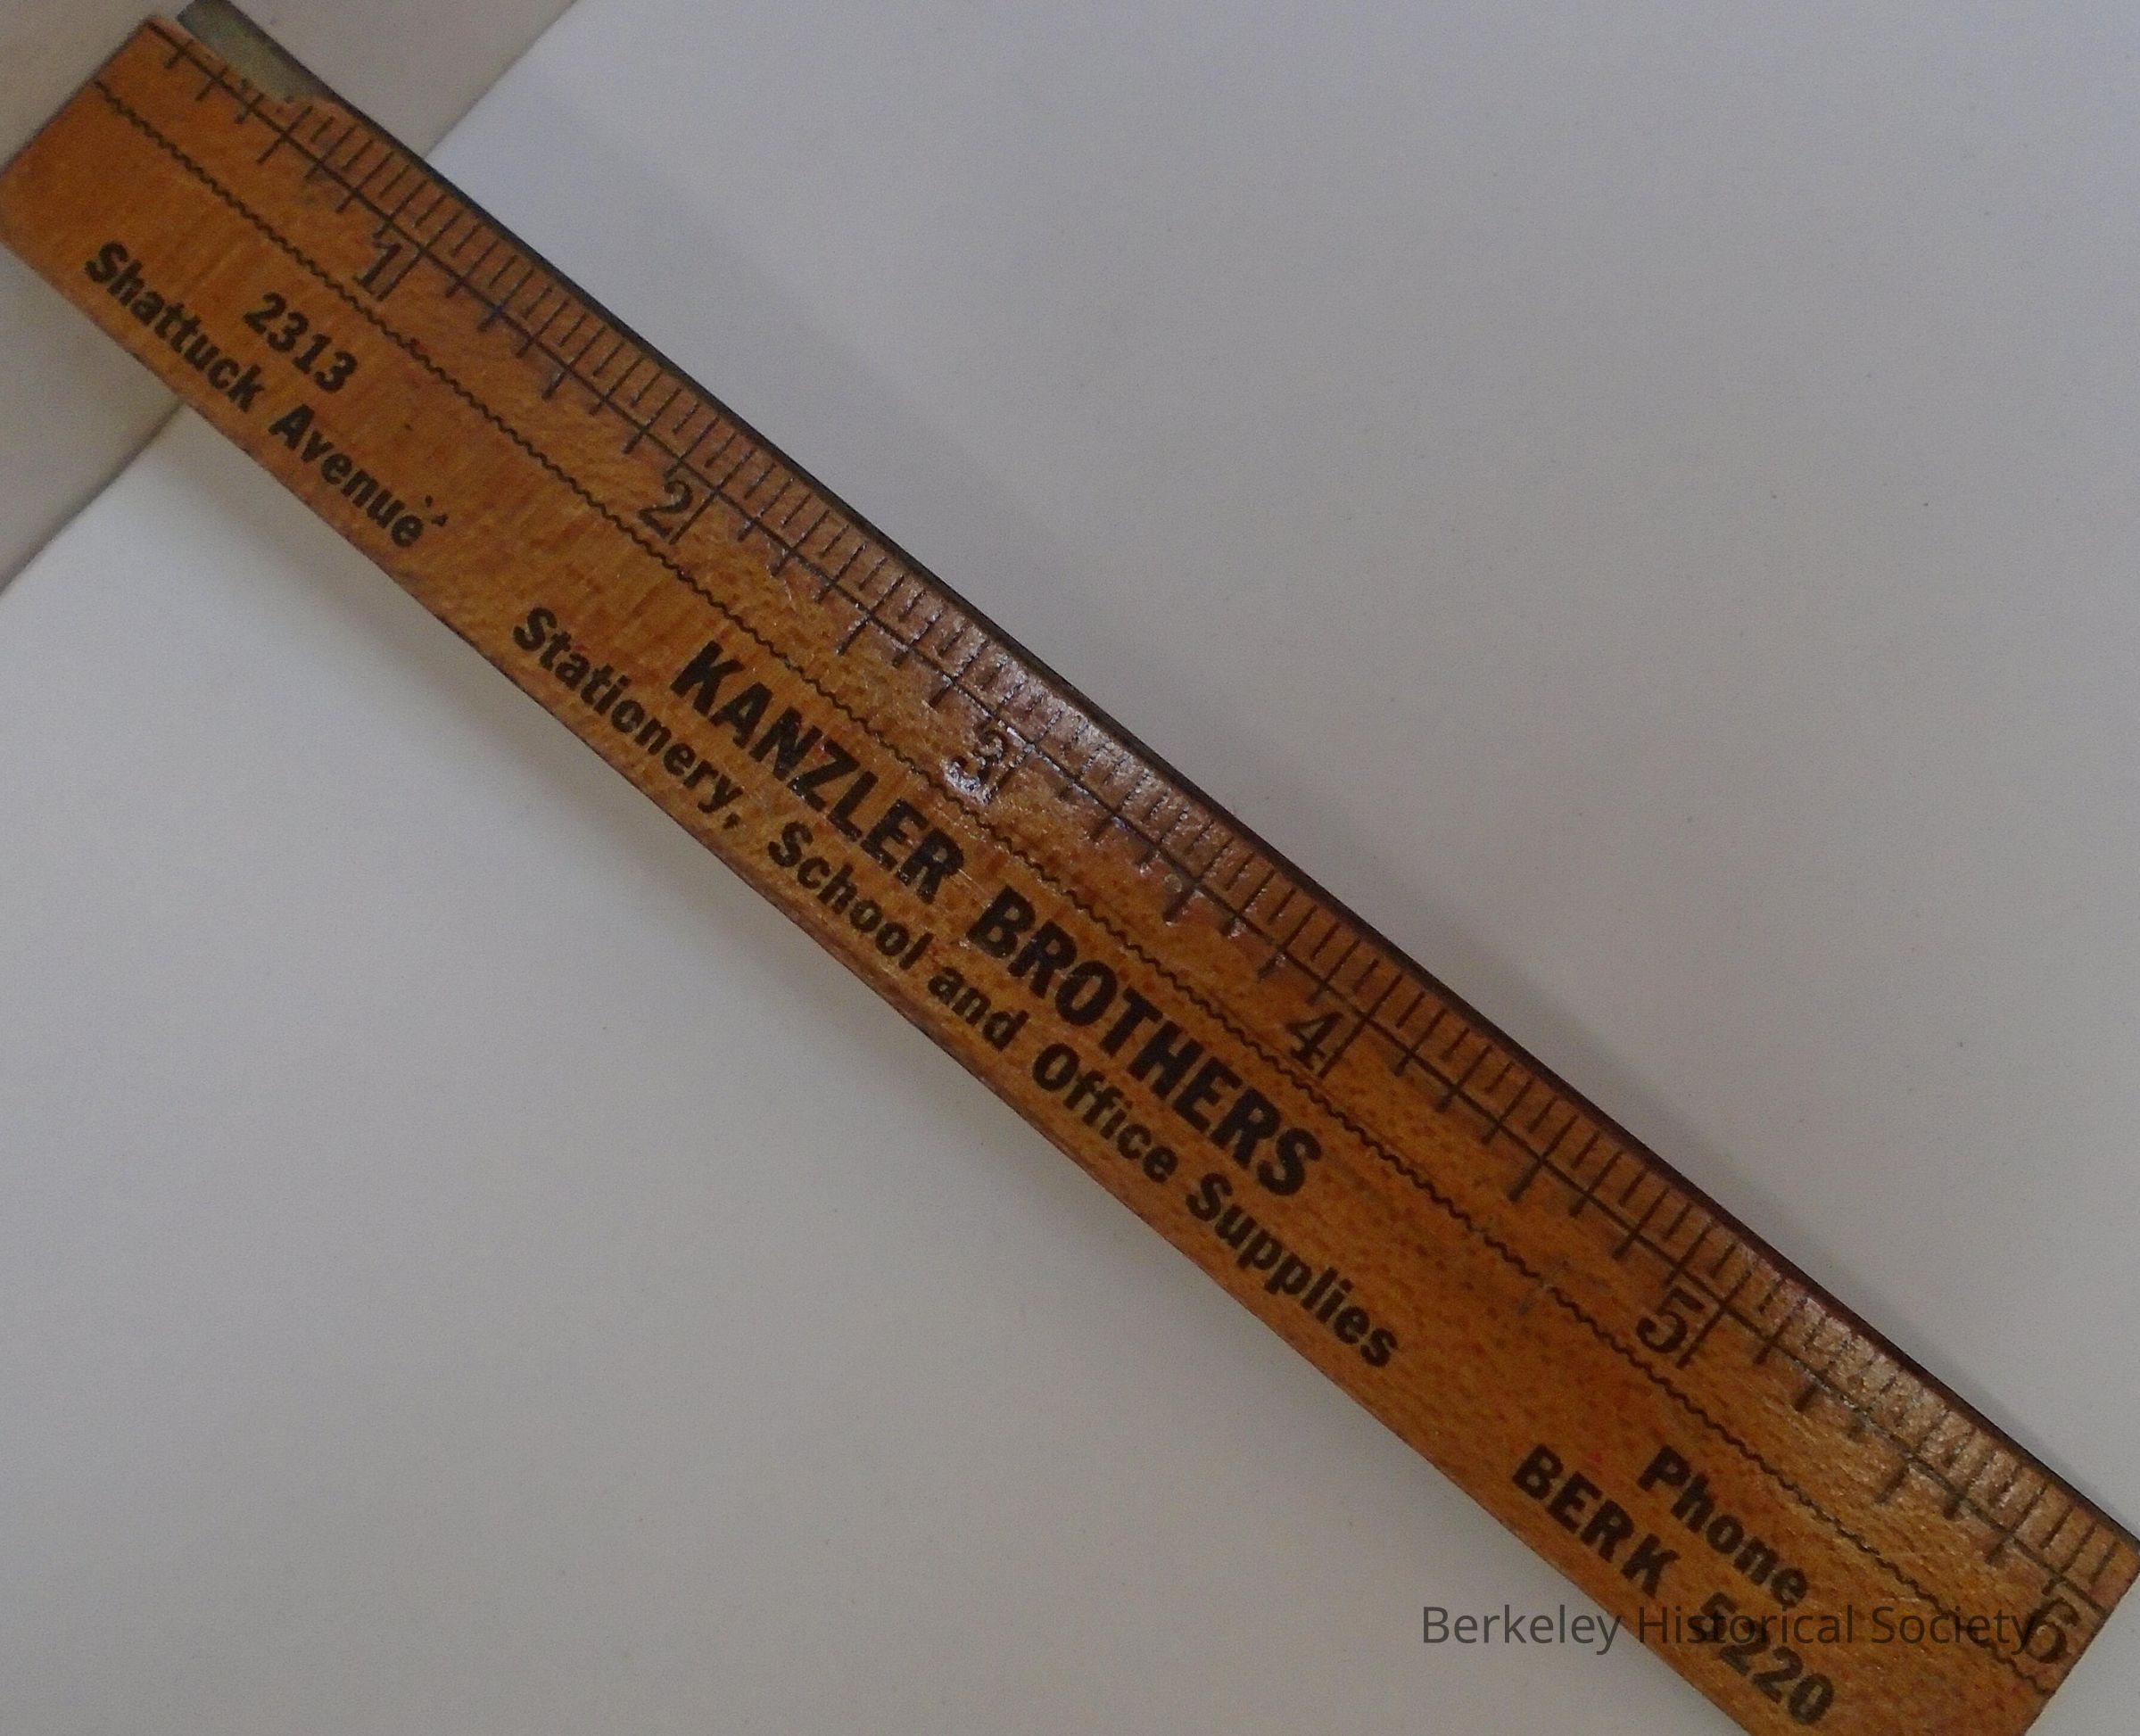 1 2 3 4 5 6
2313
Shattuck Avenue
KANZLER BROTHERS
Stationery, School and Office Supplies
Phone
BERK 5220
Berkeley Historical Society